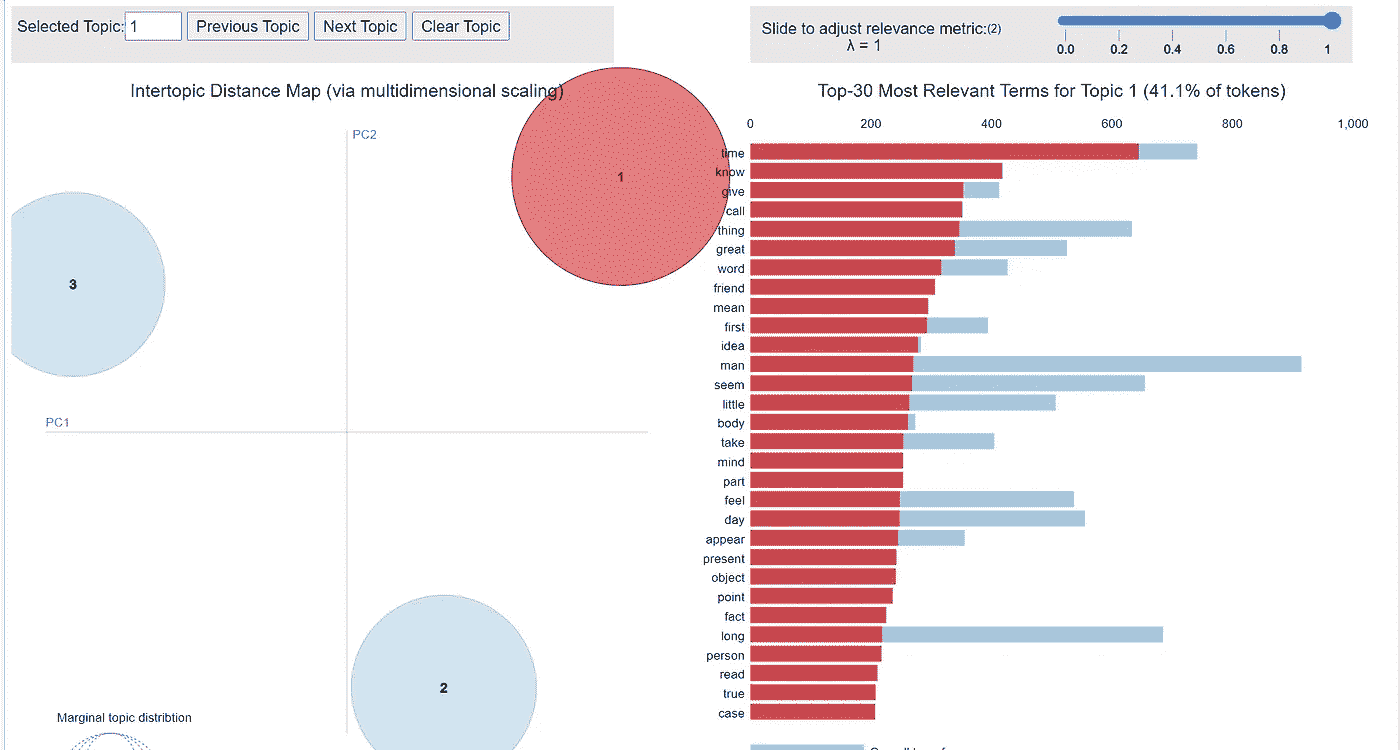 Selected Topic: 1 Previous Topic Next Topic Clear Topic
Slide to adjust relevance metric:(2)
λ = 1
0.0 0.2 0.4 0.6 0.8 1
Intertopic Distance Map (via multidimensional scaling)
PC2
1
3
PC1
2
Marginal topic distribtion
Top-30 Most Relevant Terms for Topic 1 (41.1% of tokens)
0 200 400 600 800 1,000
time
know
give
call
thing
great
word
friend
mean
first
idea
man
seem
little
body
take
mind
part
feel
day
appear
present
object
point
fact
long
person
read
true
case